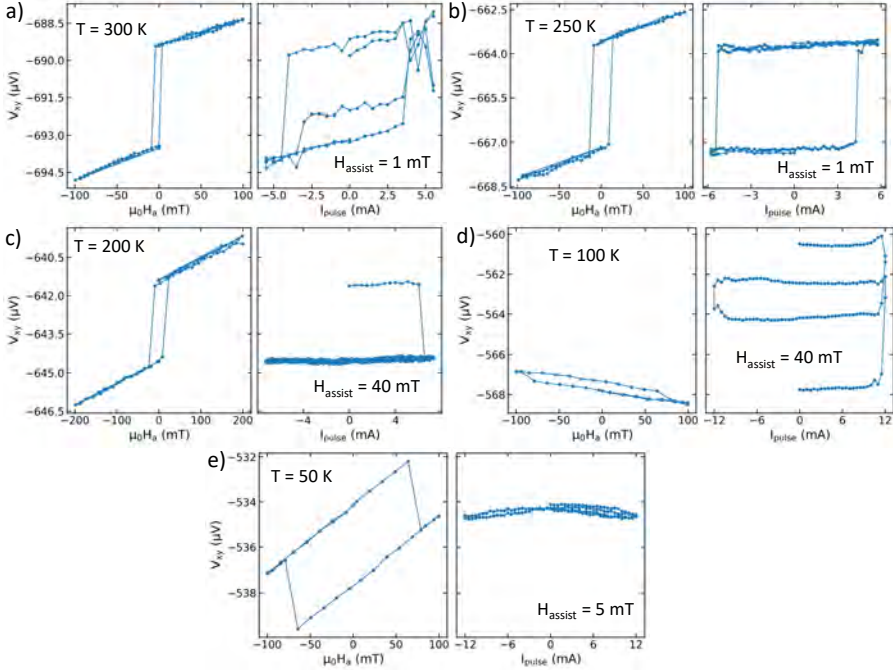 a)
T = 300 K
−688.5
−690.0
−691.5
−693.0
−694.5
V_xy (µV)
−100 −50 0 50 100
µ₀Hₐ (mT)
H_assist = 1 mT
−5.0 −2.5 0.0 2.5 5.0
I_pulse (mA)
b)
T = 250 K
−662.5
−664.0
−665.5
−667.0
−668.5
V_xy (µV)
−100 −50 0 50 100
µ₀Hₐ (mT)
H_assist = 1 mT
−6 −3 0 3 6
I_pulse (mA)
c)
T = 200 K
−640.5
−642.0
−643.5
−645.0
−646.5
V_xy (µV)
−200 −100 0 100 200
µ₀Hₐ (mT)
H_assist = 40 mT
−4 0 4
I_pulse (mA)
d)
T = 100 K
−560
−562
−564
−566
−568
V_xy (µV)
−100 −50 0 50 100
µ₀Hₐ (mT)
H_assist = 40 mT
−12 −6 0 6 12
I_pulse (mA)
e)
T = 50 K
−532
−534
−536
−538
V_xy (µV)
−100 −50 0 50 100
µ₀Hₐ (mT)
H_assist = 5 mT
−12 −6 0 6 12
I_pulse (mA)